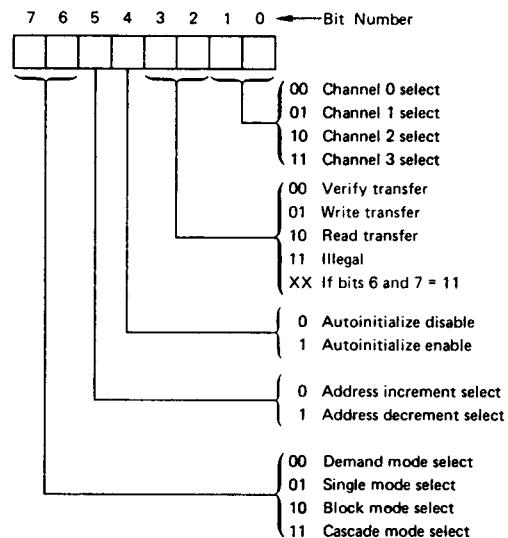 7 6 5 4 3 2 1 0 Bit Number
00 Channel 0 select
01 Channel 1 select
10 Channel 2 select
11 Channel 3 select
00 Verify transfer
01 Write transfer
10 Read transfer
11 Illegal
XX If bits 6 and 7 = 11
0 Autoinitialize disable
1 Autoinitialize enable
0 Address increment select
1 Address decrement select
00 Demand mode select
01 Single mode select
10 Block mode select
11 Cascade mode select